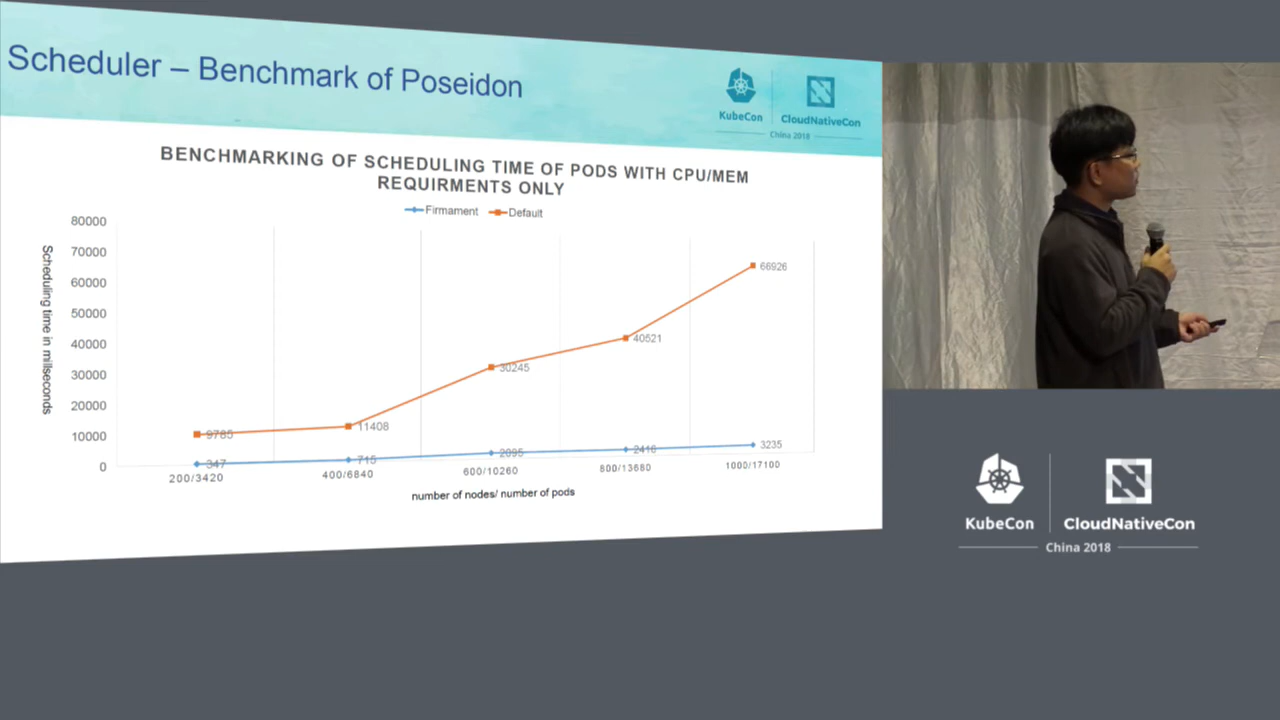 Scheduler – Benchmark of Poseidon
KubeCon
CloudNativeCon
China 2018
BENCHMARKING OF SCHEDULING TIME OF PODS WITH CPU/MEM
REQUIRMENTS ONLY
Firmament Default
80000
70000
60000
50000
40000
30000
20000
10000
0
Scheduling time in millseconds
66926
40521
30245
11408
9785
347
715
2095
2416
3235
200/3420
400/6840
600/10260
800/13680
1000/17100
number of nodes/ number of pods
KubeCon
CloudNativeCon
China 2018